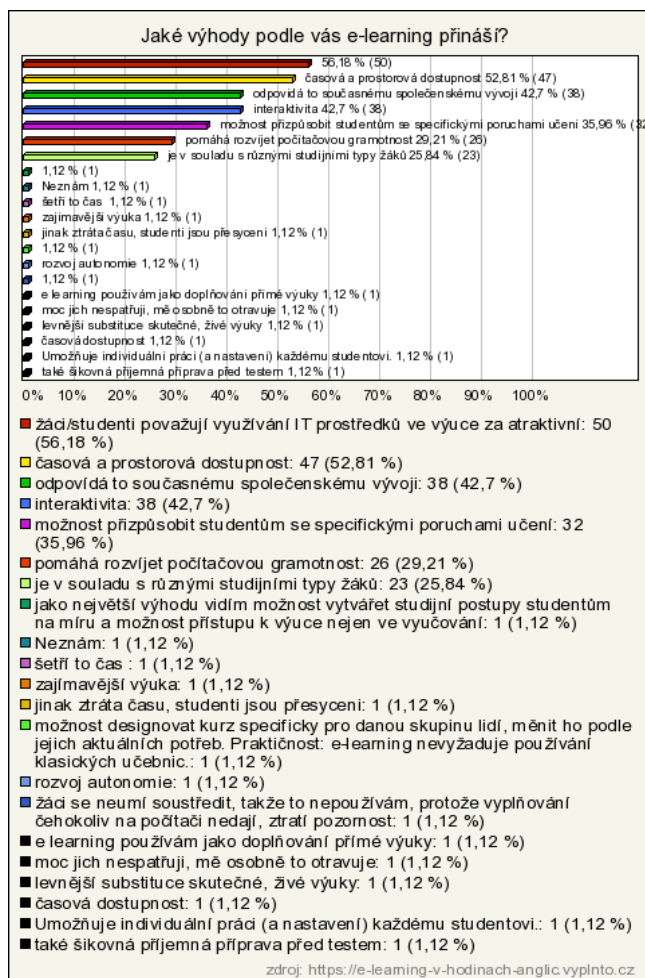 Jaké výhody podle vás e-learning přináší?
56,18 % (50)
časová a prostorová dostupnost 52,81 % (47)
odpovídá to současnému společenskému vývoji 42,7 % (38)
interaktivita 42,7 % (38)
možnost přizpůsobit studentům se specifickými poruchami učení 35,96 % (32
pomáhá rozvíjet počítačovou gramotnost 29,21 % (26)
je v souladu s různými studijními typy žáků 25,84 % (23)
1,12 % (1)
Neznám 1,12 % (1)
šetří to čas 1,12 % (1)
zajímavější výuka 1,12 % (1)
jinak ztráta času, studenti jsou přesyceni 1,12 % (1)
1,12 % (1)
rozvoj autonomie 1,12 % (1)
1,12 % (1)
e learning používám jako doplňování přímé výuky 1,12 % (1)
moc jich nespatřuji, mě osobně to otravuje 1,12 % (1)
levnější substituce skutečné, živé výuky 1,12 % (1)
časová dostupnost 1,12 % (1)
Umožňuje individuální práci (a nastavení) každému studentovi. 1,12 % (1)
také šikovná příjemná příprava před testem 1,12 % (1)
0% 10% 20% 30% 40% 50% 60% 70% 80% 90% 100%
žáci/studenti považují využívání IT prostředků ve výuce za atraktivní: 50
(56,18 %)
časová a prostorová dostupnost: 47 (52,81 %)
odpovídá to současnému společenskému vývoji: 38 (42,7 %)
interaktivita: 38 (42,7 %)
možnost přizpůsobit studentům se specifickými poruchami učení: 32
(35,96 %)
pomáhá rozvíjet počítačovou gramotnost: 26 (29,21 %)
je v souladu s různými studijními typy žáků: 23 (25,84 %)
jako největší výhodu vidím možnost vytvářet studijní postupy studentům
na míru a možnost přístupu k výuce nejen ve vyučování: 1 (1,12 %)
Neznám: 1 (1,12 %)
šetří to čas : 1 (1,12 %)
zajímavější výuka: 1 (1,12 %)
jinak ztráta času, studenti jsou přesyceni: 1 (1,12 %)
možnost designovat kurz specificky pro danou skupinu lidí, měnit ho podle
jejich aktuálních potřeb. Praktičnost: e-learning nevyžaduje používání
klasických učebnic.: 1 (1,12 %)
rozvoj autonomie: 1 (1,12 %)
žáci se neumí soustředit, takže to nepoužívám, protože vyplňování
čehokoliv na počítači nedají, ztratí pozornost: 1 (1,12 %)
e learning používám jako doplňování přímé výuky: 1 (1,12 %)
moc jich nespatřuji, mě osobně to otravuje: 1 (1,12 %)
levnější substituce skutečné, živé výuky: 1 (1,12 %)
časová dostupnost: 1 (1,12 %)
Umožňuje individuální práci (a nastavení) každému studentovi.: 1 (1,12 %)
také šikovná příjemná příprava před testem: 1 (1,12 %)
zdroj: https://e-learning-v-hodinach-anglic.vyplnto.cz